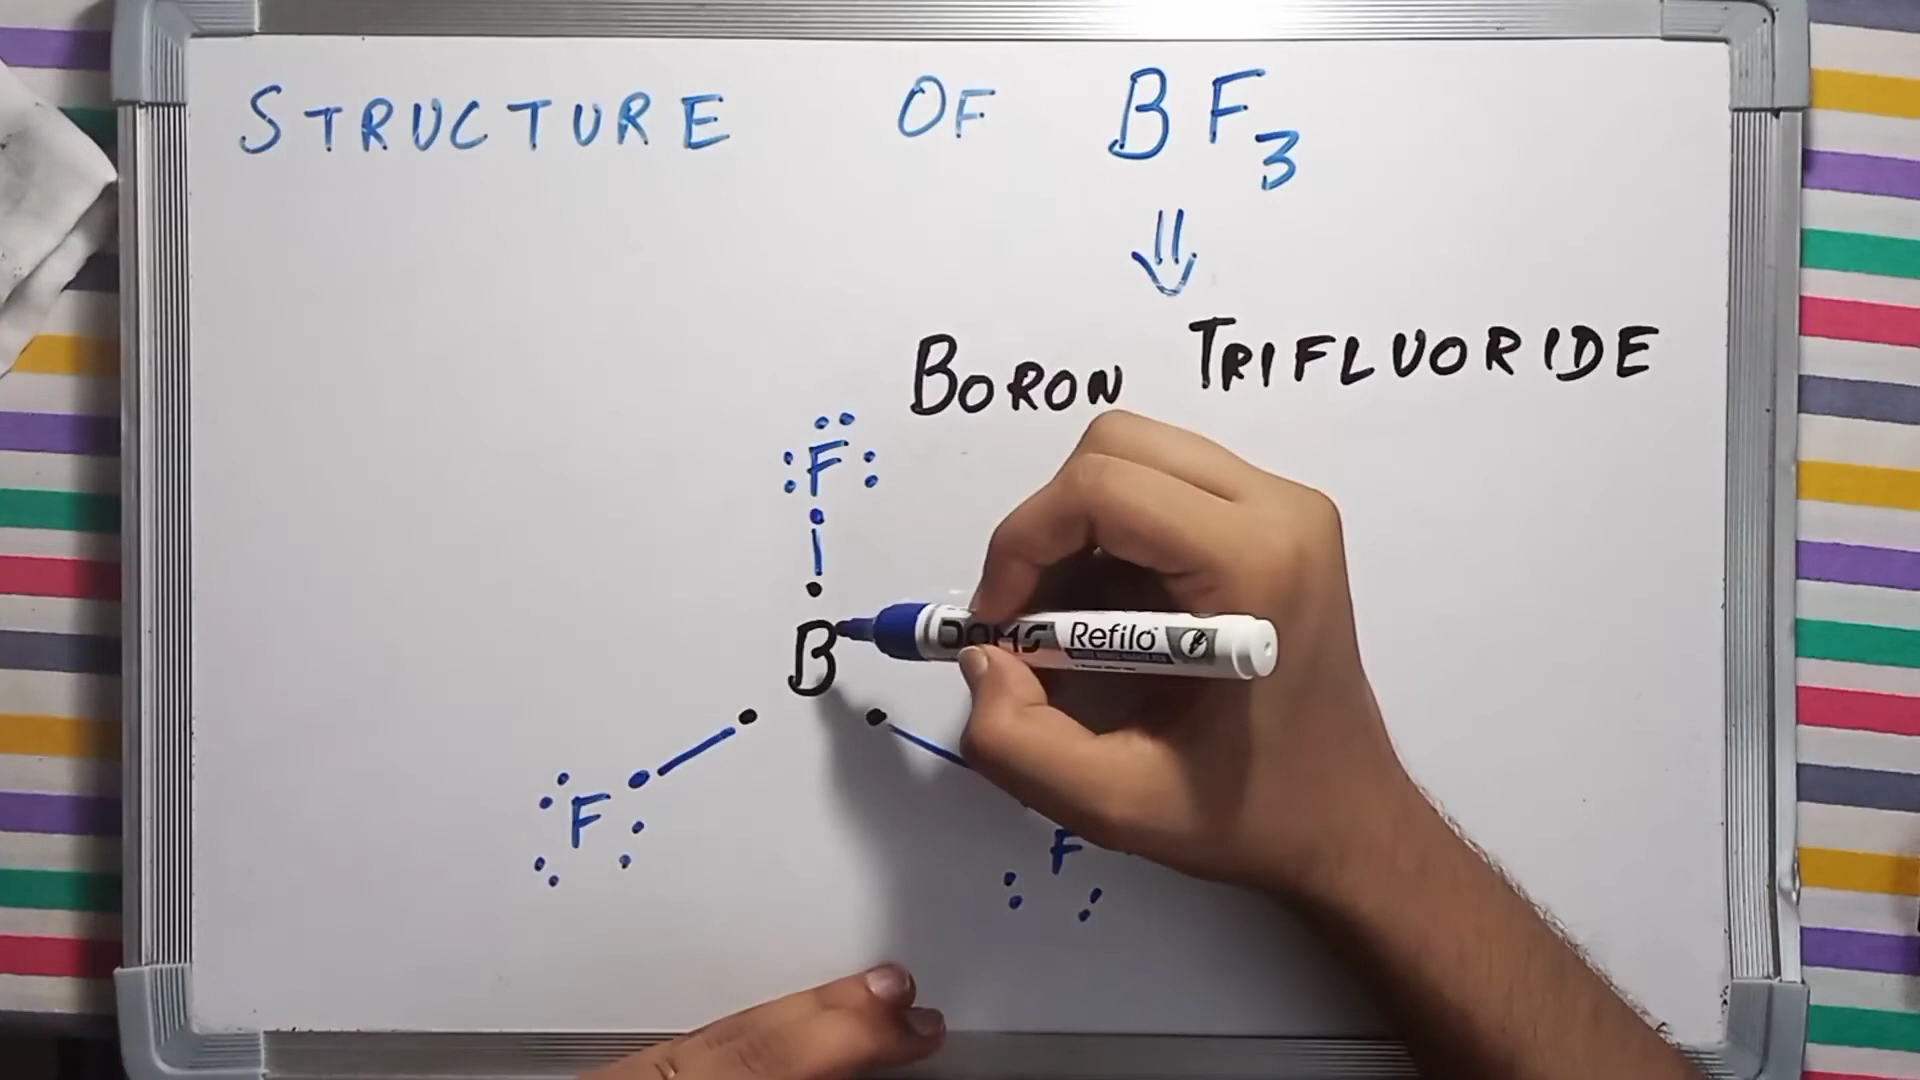 STRUCTURE OF BF3
BORON TRIFLUORIDE
F
B
DOMS Refilo
F
F